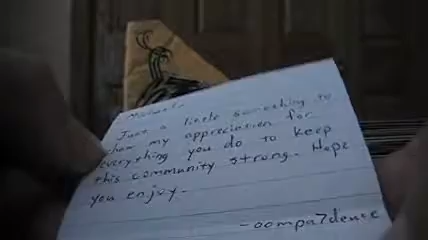 Just a little something to
show my appreciation for
everything you do to keep
this community strong. Hope
you enjoy.
-oompa7deuce